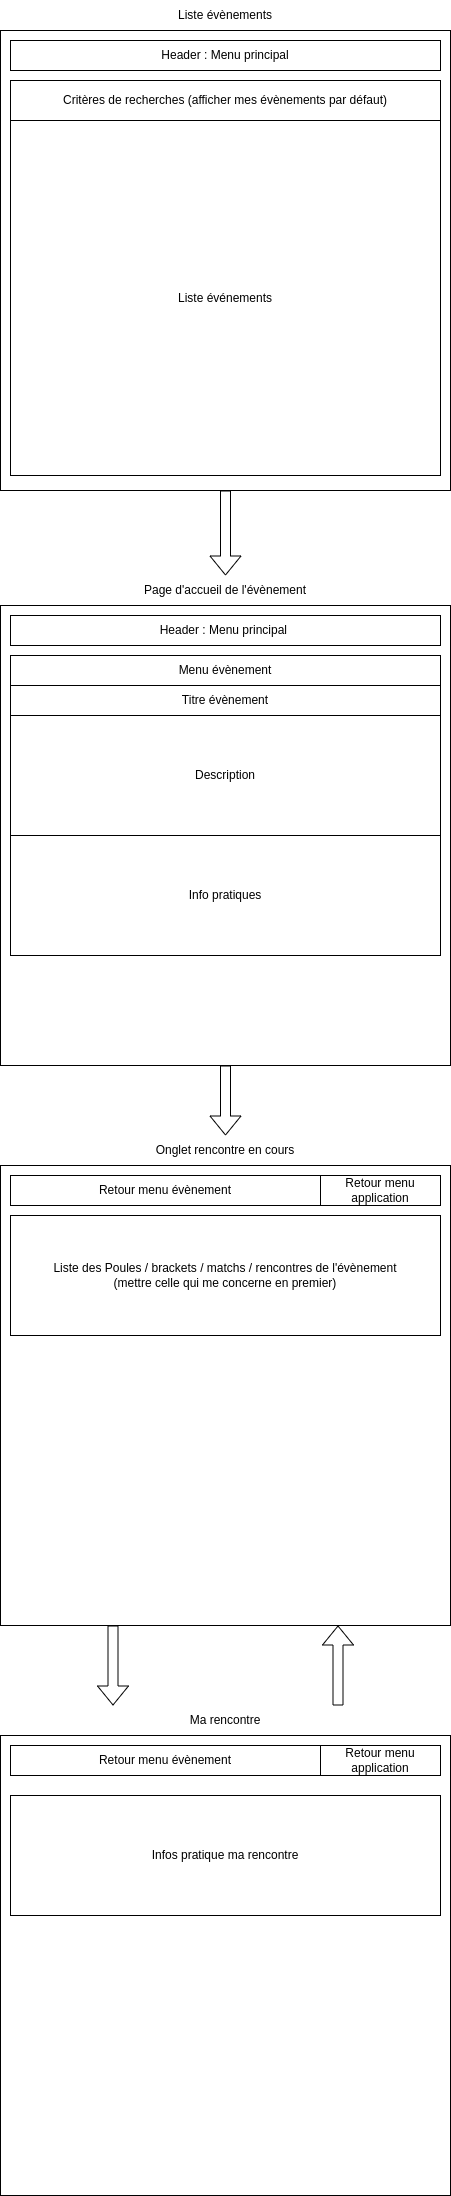 Liste évènements
Header : Menu principal
Critères de recherches (afficher mes évènements par défaut)
Liste événements
Page d'accueil de l'évènement
Header : Menu principal
Menu évènement
Titre évènement
Description
Info pratiques
Onglet rencontre en cours
Retour menu évènement
Retour menu
application
Liste des Poules / brackets / matchs / rencontres de l'évènement
(mettre celle qui me concerne en premier)
Ma rencontre
Retour menu évènement
Retour menu
application
Infos pratique ma rencontre